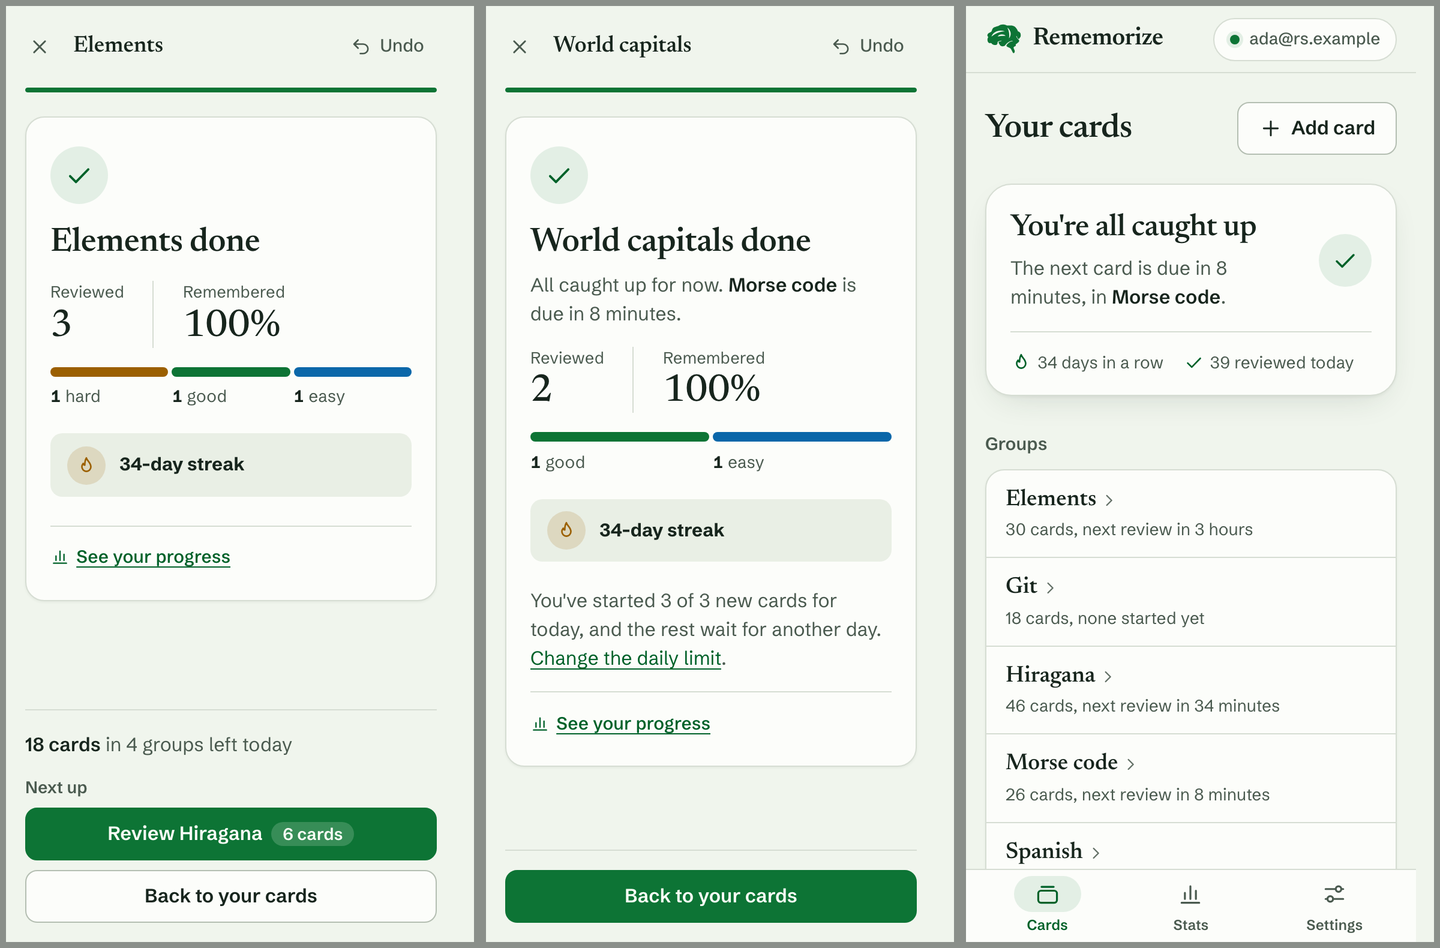 Elements
Undo
Elements done
Reviewed
3
Remembered
100%
1 hard
1 good
1 easy
34-day streak
See your progress
18 cards in 4 groups left today
Next up
Review Hiragana 6 cards
Back to your cards
World capitals
Undo
World capitals done
All caught up for now. Morse code is
due in 8 minutes.
Reviewed
2
Remembered
100%
1 good
1 easy
34-day streak
You've started 3 of 3 new cards for
today, and the rest wait for another day.
Change the daily limit.
See your progress
Back to your cards
Rememorize
ada@rs.example
Your cards
Add card
You're all caught up
The next card is due in 8
minutes, in Morse code.
34 days in a row
39 reviewed today
Groups
Elements
30 cards, next review in 3 hours
Git
18 cards, none started yet
Hiragana
46 cards, next review in 34 minutes
Morse code
26 cards, next review in 8 minutes
Spanish
Cards
Stats
Settings